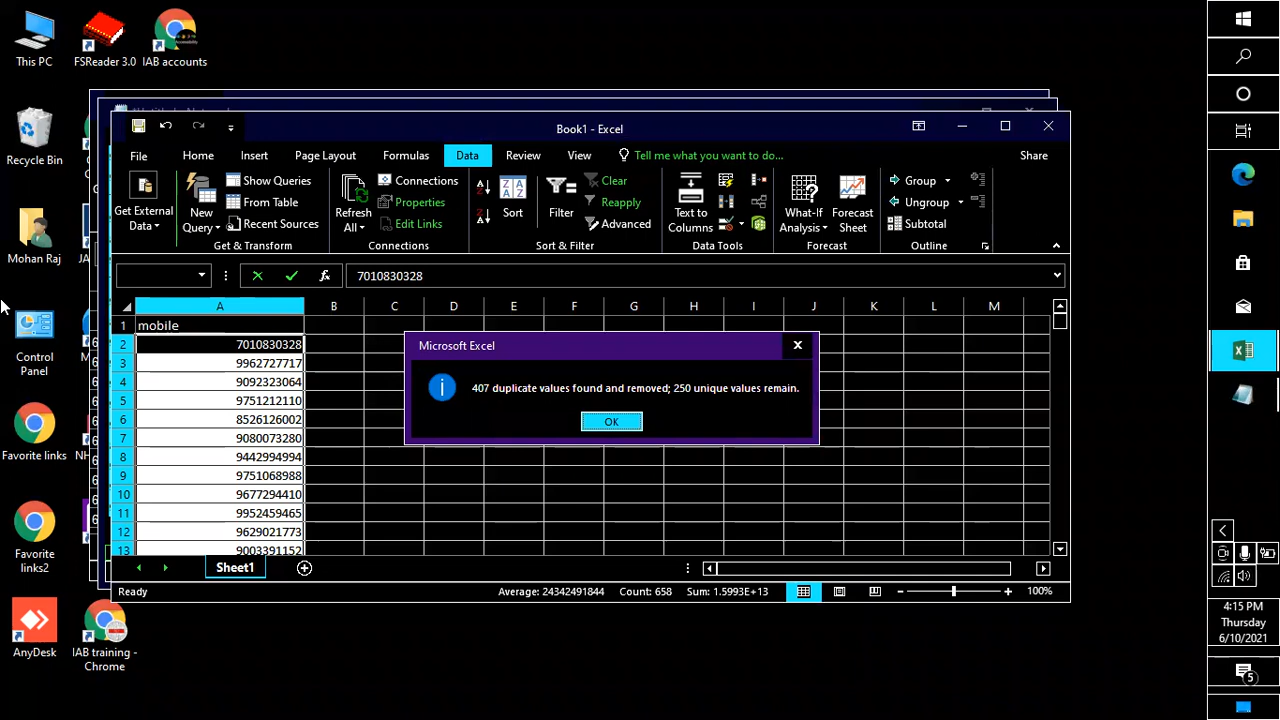 This PC
FSReader 3.0
IAB accounts
Recycle Bin
Mohan Raj
Control
Panel
Favorite links
Favorite
links2
AnyDesk
IAB training -
Chrome
Book1 - Excel
File Home Insert Page Layout Formulas Data Review View Tell me what you want to do... Share
Get External
Data
New
Query
Show Queries
From Table
Recent Sources
Get & Transform
Refresh
All
Connections
Properties
Edit Links
Connections
Sort
Filter
Clear
Reapply
Advanced
Sort & Filter
Text to
Columns
Data Tools
What-If
Analysis
Forecast
Sheet
Forecast
Group
Ungroup
Subtotal
Outline
fx 7010830328
A B C D E F G H I J K L M
1 mobile
2 7010830328
3 9962727717
4 9092323064
5 9751212110
6 8526126002
7 9080073280
8 9442994994
9 9751068988
10 9677294410
11 9952459465
12 9629021773
13 9003391152
Microsoft Excel
407 duplicate values found and removed; 250 unique values remain.
OK
Sheet1
Ready Average: 24342491844 Count: 658 Sum: 1.5993E+13 100%
4:15 PM
Thursday
6/10/2021
5